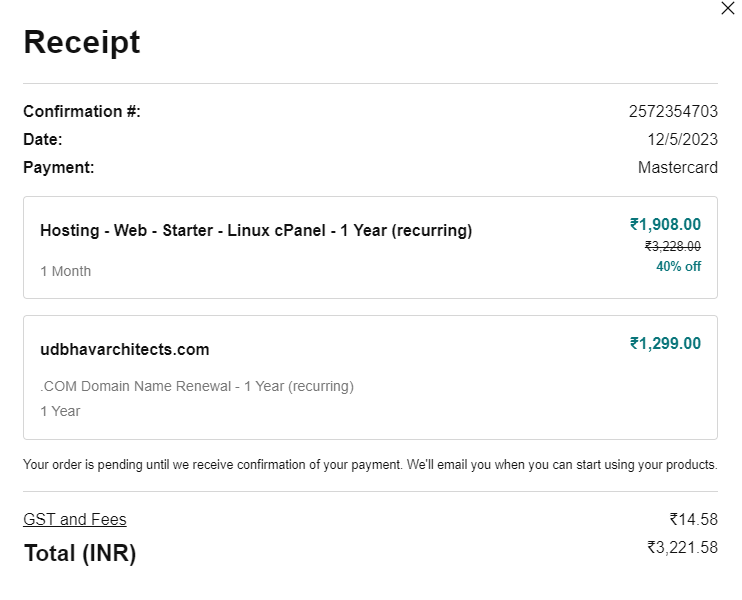 Receipt
Confirmation #: 2572354703
Date: 12/5/2023
Payment: Mastercard
Hosting - Web - Starter - Linux cPanel - 1 Year (recurring) ₹1,908.00
₹3,228.00
1 Month 40% off
udbhavarchitects.com ₹1,299.00
.COM Domain Name Renewal - 1 Year (recurring)
1 Year
Your order is pending until we receive confirmation of your payment. We'll email you when you can start using your products.
GST and Fees ₹14.58
Total (INR) ₹3,221.58